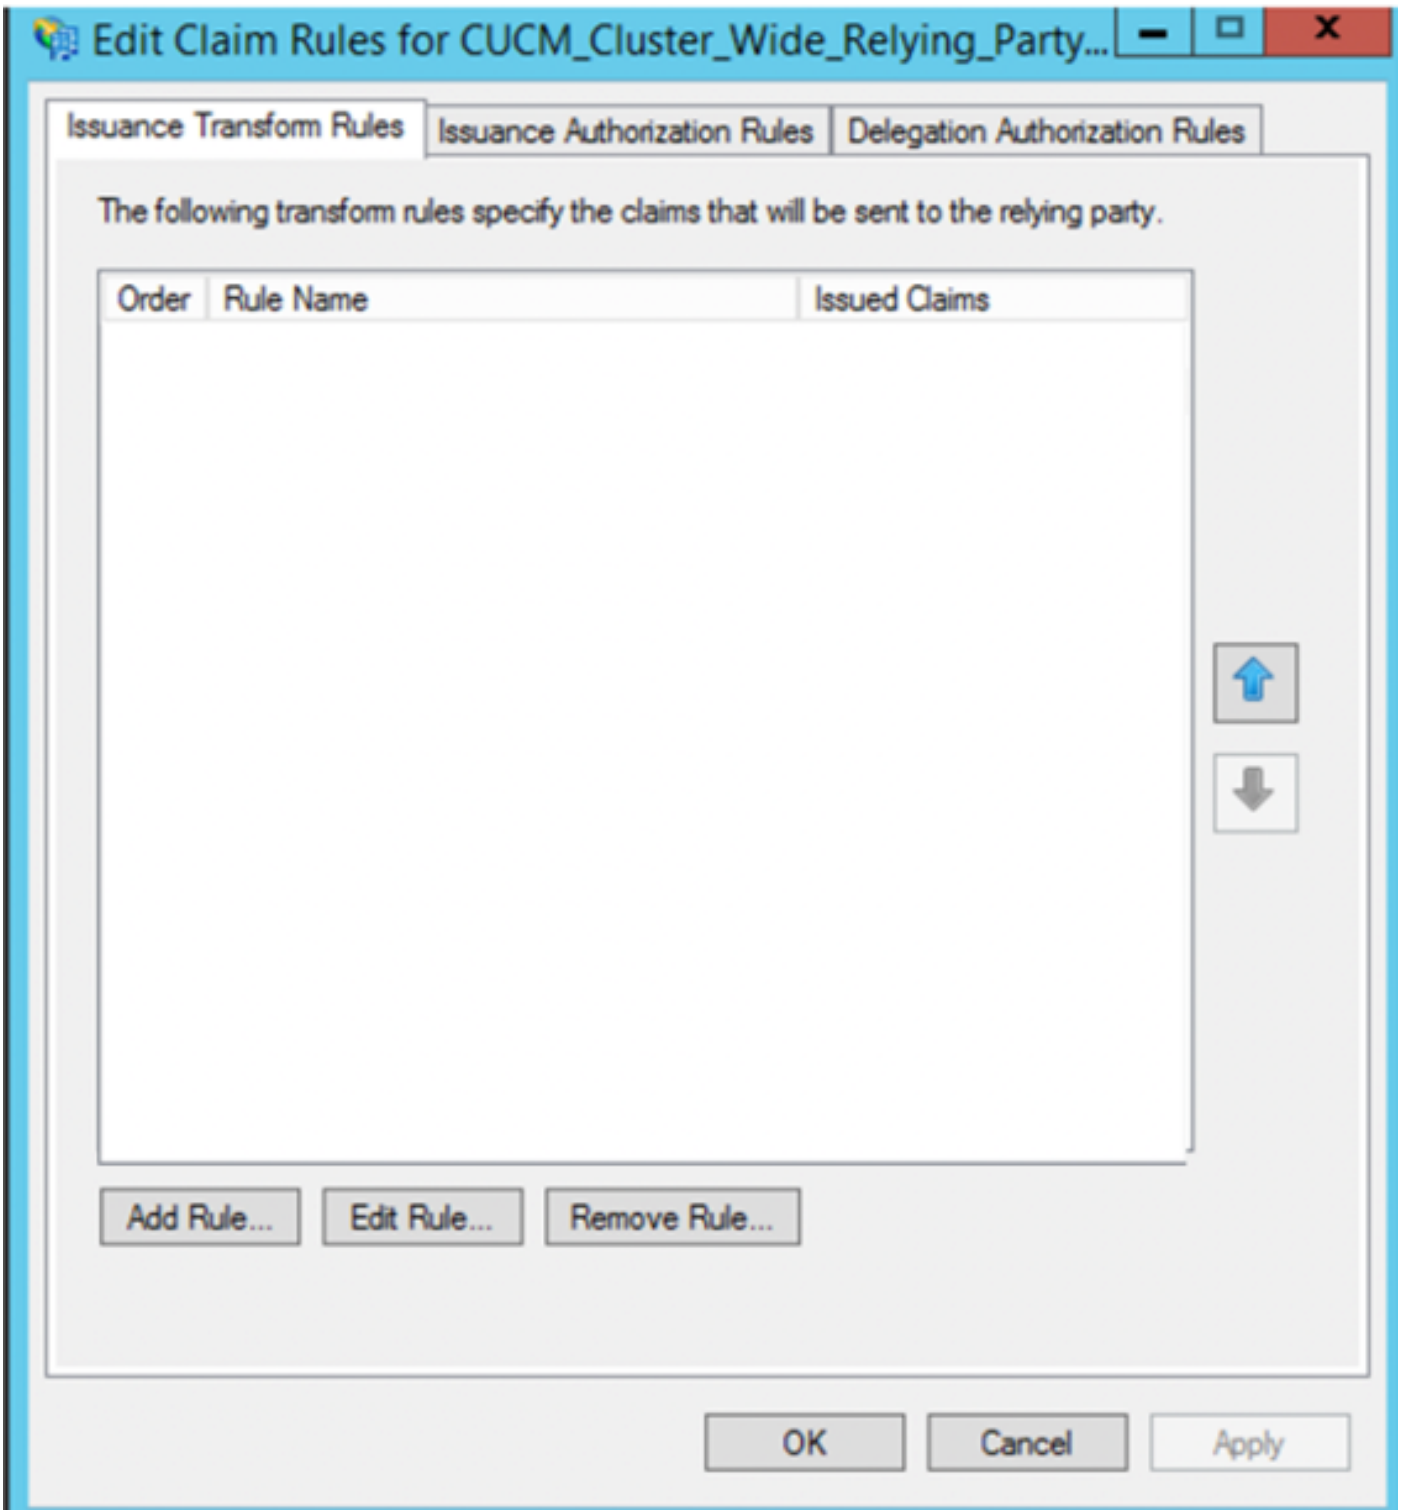 Edit Claim Rules for CUCM_Cluster_Wide_Relying_Party...
Issuance Transform Rules Issuance Authorization Rules Delegation Authorization Rules
The following transform rules specify the claims that will be sent to the relying party.
Order Rule Name Issued Claims
Add Rule... Edit Rule... Remove Rule...
OK Cancel Apply